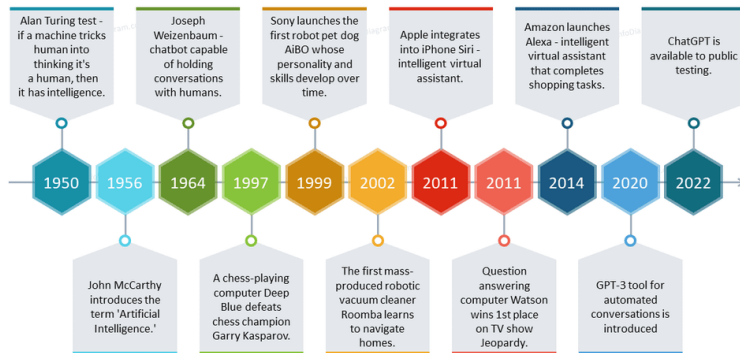 Alan Turing test -
if a machine tricks
human into
thinking it's
a human, then
it has intelligence.
Joseph
Weizenbaum -
chatbot capable
of holding
conversations
with humans.
Sony launches the
first robot pet dog
AiBO whose
personality and
skills develop over
time.
Apple integrates
into iPhone Siri -
intelligent virtual
assistant.
Amazon launches
Alexa - intelligent
virtual assistant
that completes
shopping tasks.
ChatGPT is
available to public
testing.
1950
1956
1964
1997
1999
2002
2011
2011
2014
2020
2022
John McCarthy
introduces the
term 'Artificial
Intelligence.'
A chess-playing
computer Deep
Blue defeats
chess champion
Garry Kasparov.
The first mass-
produced robotic
vacuum cleaner
Roomba learns
to navigate
homes.
Question
answering
computer Watson
wins 1st place
on TV show
Jeopardy.
GPT-3 tool for
automated
conversations is
introduced